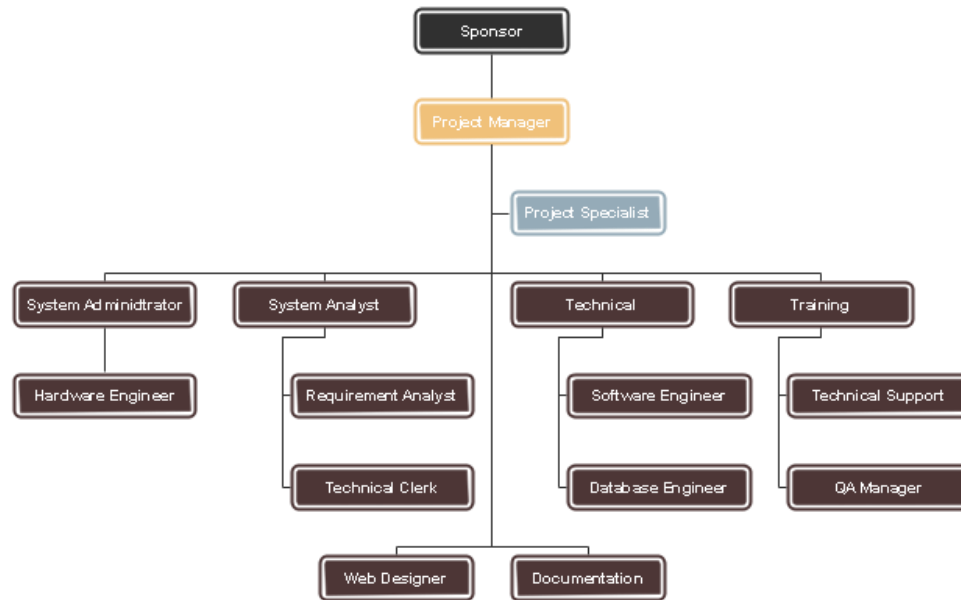 Sponsor
Project Manager
Project Specialist
System Adminidtrator
System Analyst
Technical
Training
Hardware Engineer
Requirement Analyst
Software Engineer
Technical Support
Technical Clerk
Database Engineer
QA Manager
Web Designer
Documentation